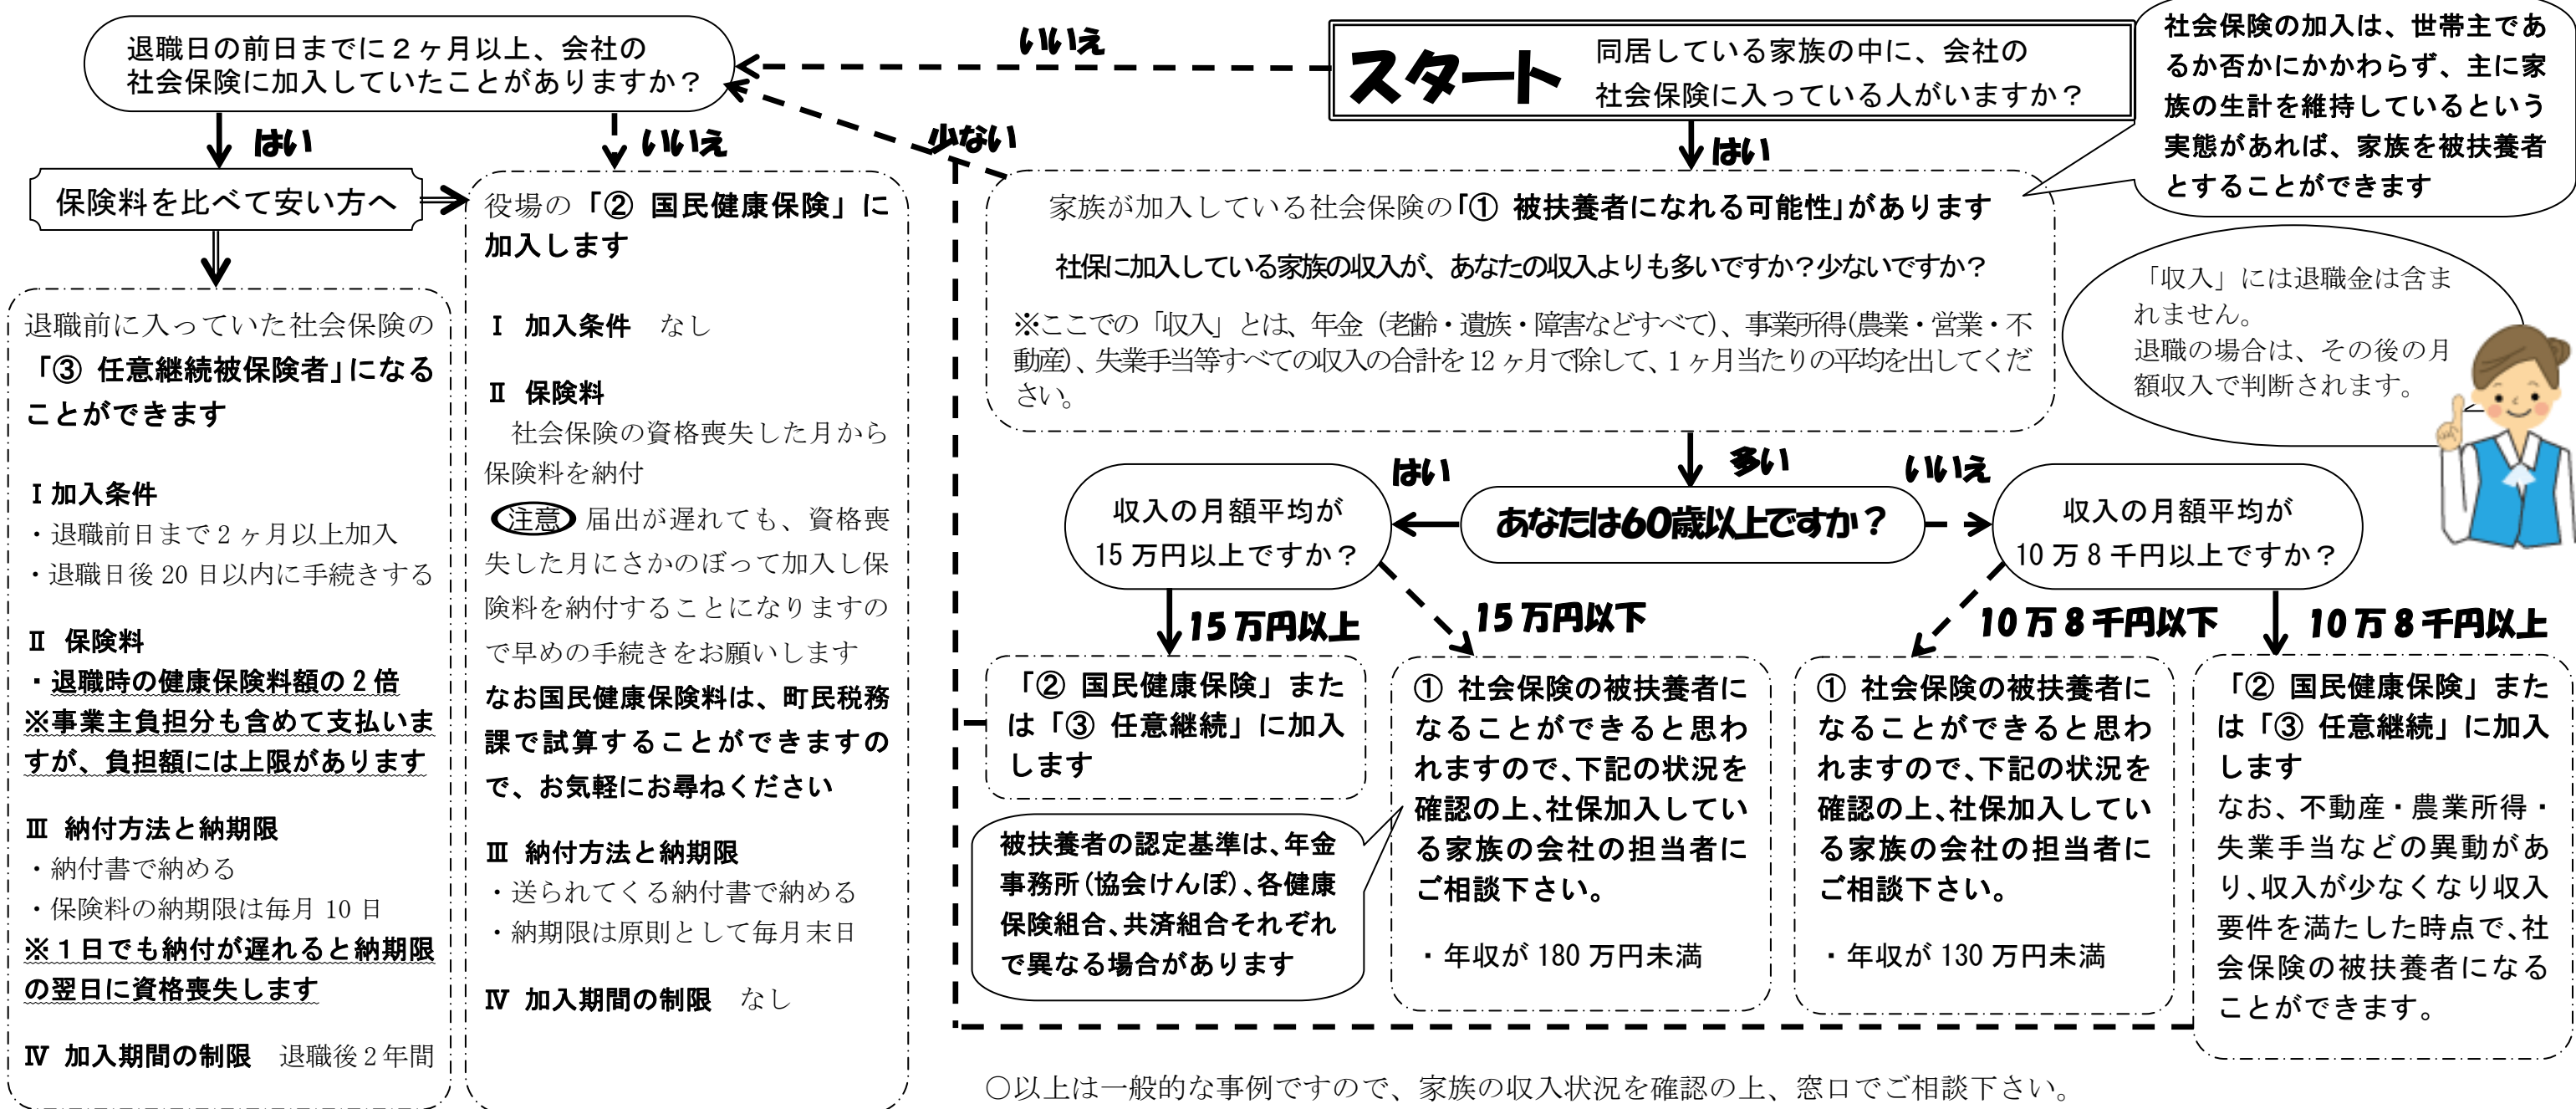 退職日の前日までに２ヶ月以上、会社の
社会保険に加入していたことがありますか？
いいえ
スタート
同居している家族の中に、会社の
社会保険に入っている人がいますか？
社会保険の加入は、世帯主であ
るか否かにかかわらず、主に家
族の生計を維持しているという
実態があれば、家族を被扶養者
とすることができます
はい
いいえ
少ない
はい
保険料を比べて安い方へ
退職前に入っていた社会保険の
「③ 任意継続被保険者」になる
ことができます
Ⅰ加入条件
・退職前日まで２ヶ月以上加入
・退職日後 20 日以内に手続きする
Ⅱ 保険料
・退職時の健康保険料額の２倍
※事業主負担分も含めて支払いま
すが、負担額には上限があります
Ⅲ 納付方法と納期限
・納付書で納める
・保険料の納期限は毎月 10 日
※１日でも納付が遅れると納期限
の翌日に資格喪失します
Ⅳ 加入期間の制限　退職後２年間
役場の「② 国民健康保険」に
加入します
Ⅰ 加入条件　なし
Ⅱ 保険料
社会保険の資格喪失した月から
保険料を納付
注意 届出が遅れても、資格喪
失した月にさかのぼって加入し保
険料を納付することになりますの
で早めの手続きをお願いします
なお国民健康保険料は、町民税務
課で試算することができますの
で、お気軽にお尋ねください
Ⅲ 納付方法と納期限
・送られてくる納付書で納める
・納期限は原則として毎月末日
Ⅳ 加入期間の制限　なし
家族が加入している社会保険の「① 被扶養者になれる可能性」があります
社保に加入している家族の収入が、あなたの収入よりも多いですか？少ないですか？
※ここでの「収入」とは、年金（老齢・遺族・障害などすべて）、事業所得（農業・営業・不
動産）、失業手当等すべての収入の合計を 12 ヶ月で除して、１ヶ月当たりの平均を出してくだ
さい。
「収入」には退職金は含ま
れません。
退職の場合は、その後の月
額収入で判断されます。
多い
はい
あなたは60歳以上ですか？
いいえ
収入の月額平均が
15 万円以上ですか？
収入の月額平均が
10 万８千円以上ですか？
15 万円以上
15 万円以下
10 万 8 千円以下
10 万 8 千円以上
「② 国民健康保険」また
は「③ 任意継続」に加入
します
被扶養者の認定基準は、年金
事務所（協会けんぽ）、各健康
保険組合、共済組合それぞれ
で異なる場合があります
① 社会保険の被扶養者に
なることができると思わ
れますので、下記の状況を
確認の上、社保加入してい
る家族の会社の担当者に
ご相談下さい。
・年収が 180 万円未満
① 社会保険の被扶養者に
なることができると思わ
れますので、下記の状況を
確認の上、社保加入してい
る家族の会社の担当者に
ご相談下さい。
・年収が 130 万円未満
「② 国民健康保険」また
は「③ 任意継続」に加入
します
なお、不動産・農業所得・
失業手当などの異動があ
り、収入が少なくなり収入
要件を満たした時点で、社
会保険の被扶養者になる
ことができます。
○以上は一般的な事例ですので、家族の収入状況を確認の上、窓口でご相談下さい。